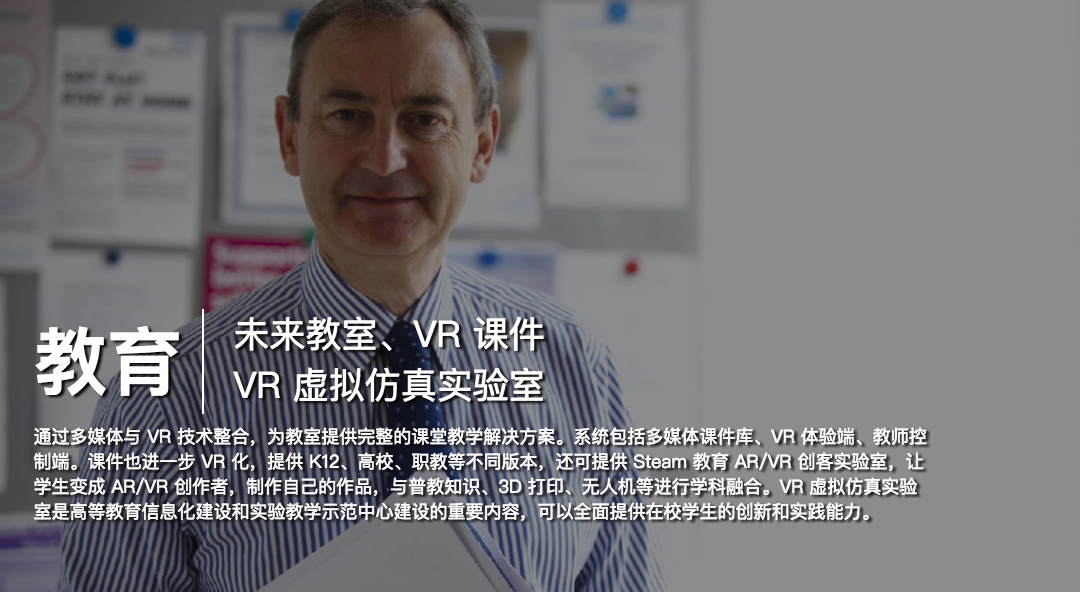 教育
未来教室、VR 课件
VR 虚拟仿真实验室
通过多媒体与 VR 技术整合，为教室提供完整的课堂教学解决方案。系统包括多媒体课件库、VR 体验端、教师控
制端。课件也进一步 VR 化，提供 K12、高校、职教等不同版本，还可提供 Steam 教育 AR/VR 创客实验室，让
学生变成 AR/VR 创作者，制作自己的作品，与普教知识、3D 打印、无人机等进行学科融合。VR 虚拟仿真实验
室是高等教育信息化建设和实验教学示范中心建设的重要内容，可以全面提供在校学生的创新和实践能力。